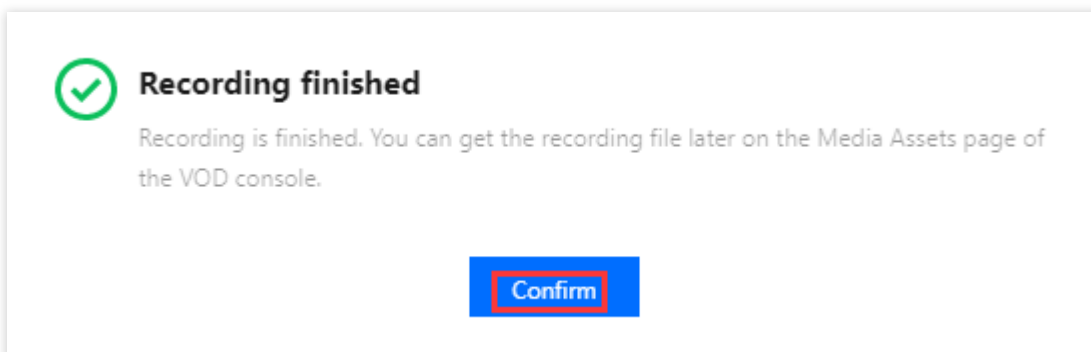 Recording finished
Recording is finished. You can get the recording file later on the Media Assets page of
the VOD console.
Confirm